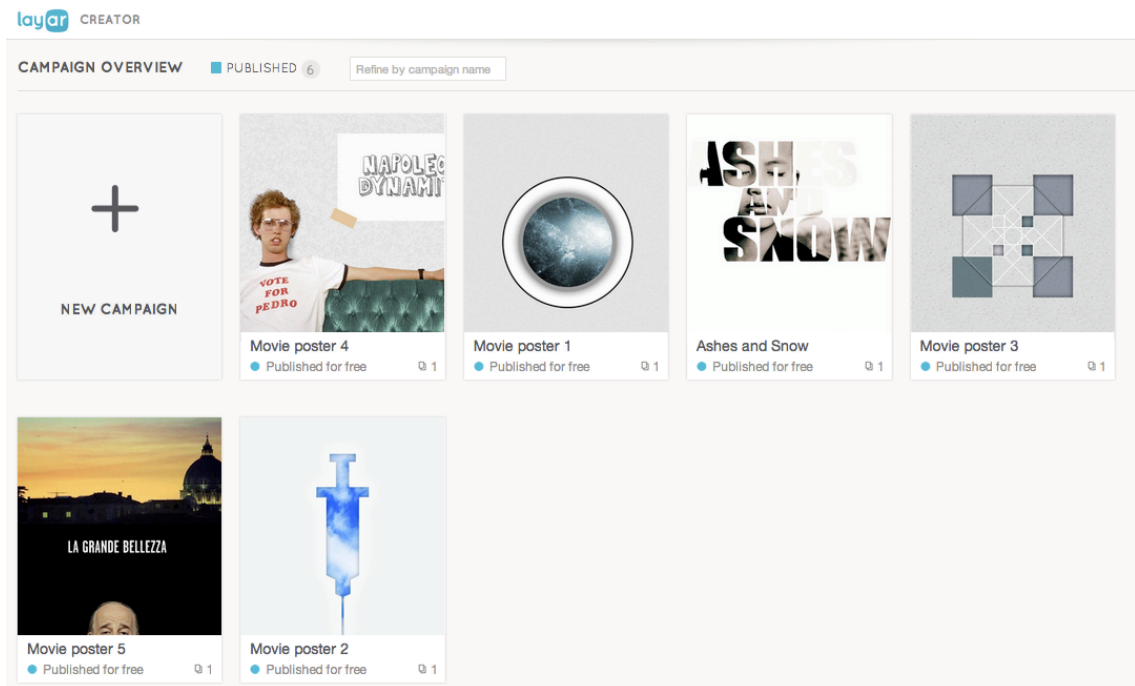 layar CREATOR
CAMPAIGN OVERVIEW PUBLISHED 6 Refine by campaign name
NEW CAMPAIGN
NAPOLEO
DYNAMIT
VOTE
FOR
PEDRO
Movie poster 4
Published for free 1
Movie poster 1
Published for free 1
ASHES
AND
SNOW
Ashes and Snow
Published for free 1
Movie poster 3
Published for free 1
LA GRANDE BELLEZZA
Movie poster 5
Published for free 1
Movie poster 2
Published for free 1